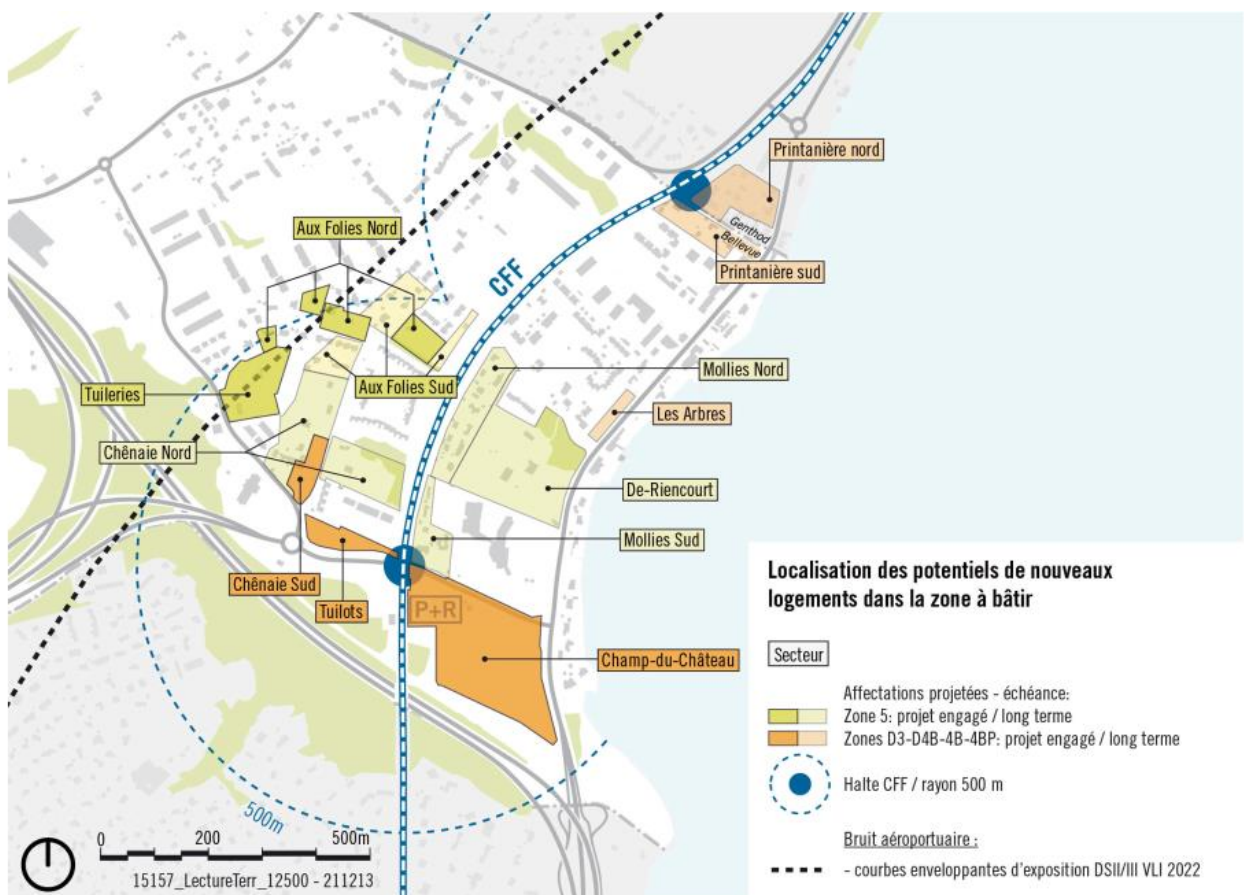 Printanière nord
Aux Folies Nord
Genthod
Bellevue
CFF
Printanière sud
Mollies Nord
Tuileries
Aux Folies Sud
Les Arbres
Chênaie Nord
De-Riencourt
Mollies Sud
Chênaie Sud
Tuilots
P+R
Champ-du-Château
500m
0 200 500m
15157_LectureTerr_12500 - 211213
Localisation des potentiels de nouveaux
logements dans la zone à bâtir
Secteur
Affectations projetées - échéance:
Zone 5: projet engagé / long terme
Zones D3-D4B-4B-4BP: projet engagé / long terme
Halte CFF / rayon 500 m
Bruit aéroportuaire :
- courbes enveloppantes d'exposition DSII/III VLI 2022